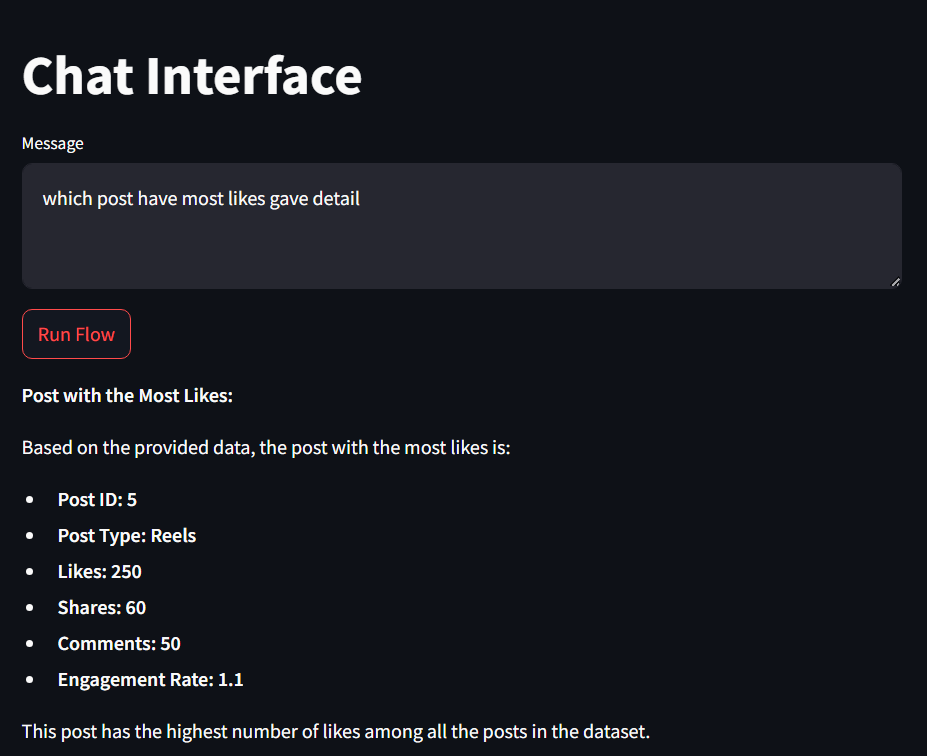 Chat Interface
Message
which post have most likes gave detail
Run Flow
Post with the Most Likes:
Based on the provided data, the post with the most likes is:
• Post ID: 5
• Post Type: Reels
• Likes: 250
• Shares: 60
• Comments: 50
• Engagement Rate: 1.1
This post has the highest number of likes among all the posts in the dataset.